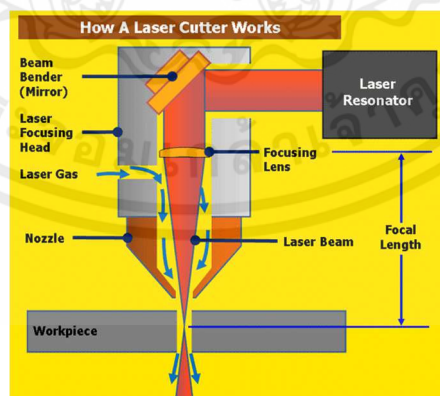 How A Laser Cutter Works
Beam
Bender
(Mirror)
Laser
Resonator
Laser
Focusing
Head
Focusing
Lens
Laser Gas
Nozzle
Laser Beam
Focal
Length
Workpiece